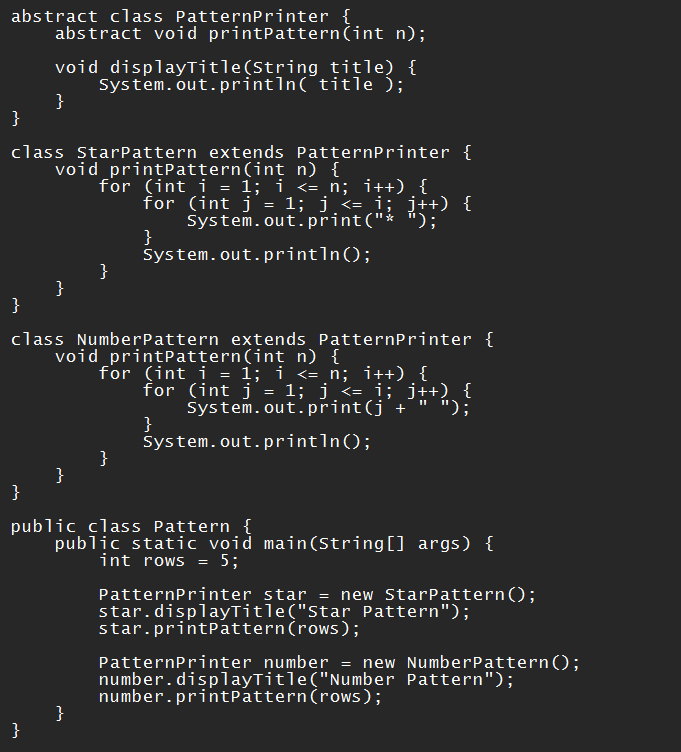 abstract class PatternPrinter {
    abstract void printPattern(int n);

    void displayTitle(String title) {
        System.out.println( title );
    }
}

class StarPattern extends PatternPrinter {
    void printPattern(int n) {
        for (int i = 1; i <= n; i++) {
            for (int j = 1; j <= i; j++) {
                System.out.print("* ");
            }
            System.out.println();
        }
    }
}

class NumberPattern extends PatternPrinter {
    void printPattern(int n) {
        for (int i = 1; i <= n; i++) {
            for (int j = 1; j <= i; j++) {
                System.out.print(j + " ");
            }
            System.out.println();
        }
    }
}

public class Pattern {
    public static void main(String[] args) {
        int rows = 5;

        PatternPrinter star = new StarPattern();
        star.displayTitle("Star Pattern");
        star.printPattern(rows);

        PatternPrinter number = new NumberPattern();
        number.displayTitle("Number Pattern");
        number.printPattern(rows);
    }
}